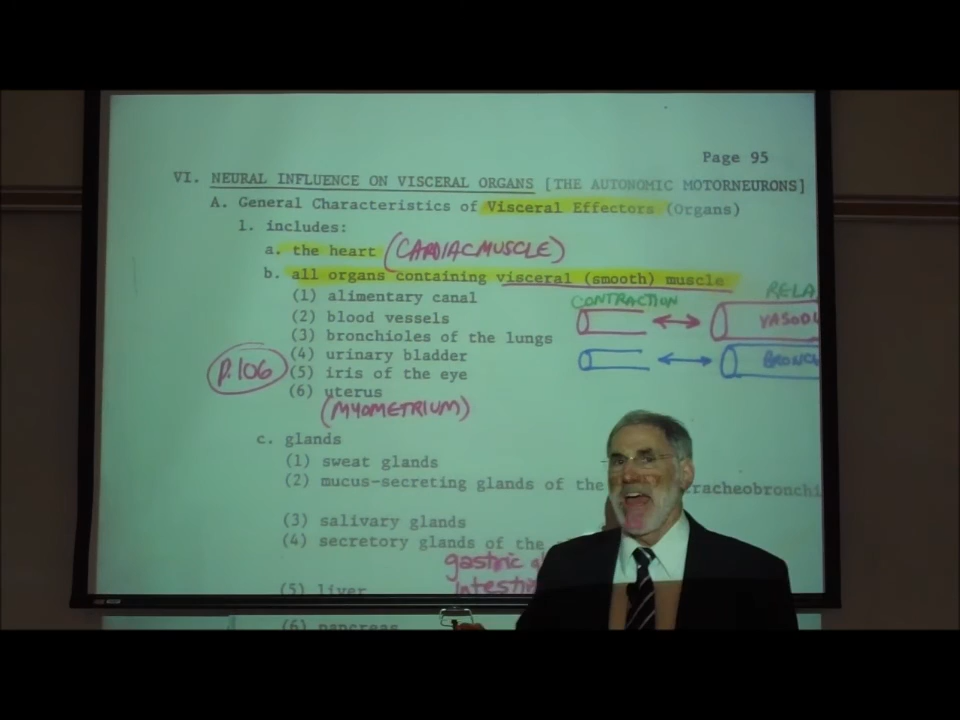 Page 95
VI. NEURAL INFLUENCE ON VISCERAL ORGANS [THE AUTONOMIC MOTORNEURONS]
A. General Characteristics of Visceral Effectors (Organs)
1. includes:
a. the heart (CARDIAC MUSCLE)
b. all organs containing visceral (smooth) muscle
(1) alimentary canal CONTRACTION RELA
(2) blood vessels VASOD
(3) bronchioles of the lungs
(4) urinary bladder BRONC
P.106 (5) iris of the eye
(6) uterus
(MYOMETRIUM)
c. glands
(1) sweat glands
(2) mucus-secreting glands of the tracheobronchi
(3) salivary glands
(4) secretory glands of the
gastric
(5) liver intestin
(6) pancreas